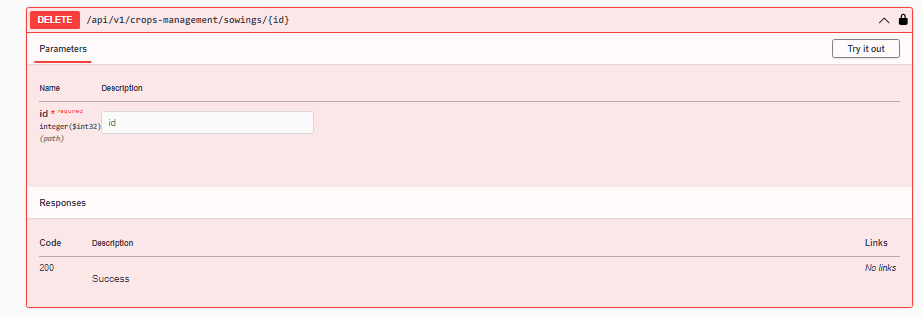 DELETE /api/v1/crops-management/sowings/{id}
Parameters Try it out
Name Description
id * required
integer($int32) id
(path)
Responses
Code Description Links
200 No links
Success